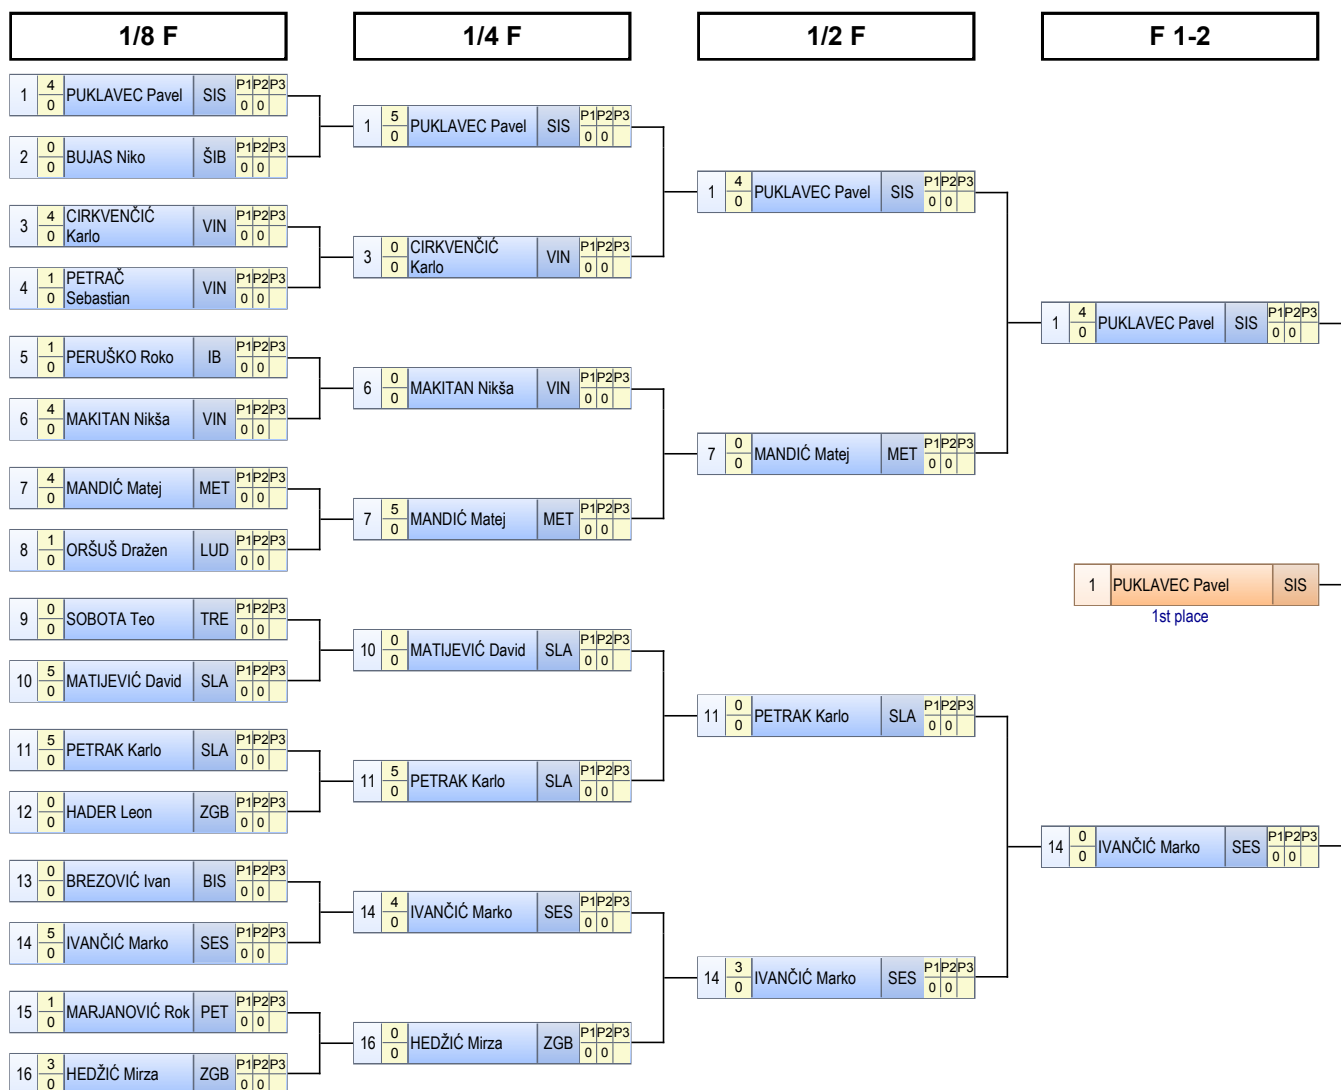 1/8 F
1/4 F
1/2 F
F 1-2
1 4 0 PUKLAVEC Pavel SIS P1 P2 P3 0 0
2 0 0 BUJAS Niko ŠIB P1 P2 P3 0 0
3 4 0 CIRKVENČIĆ
Karlo VIN P1 P2 P3 0 0
4 1 0 PETRAČ
Sebastian VIN P1 P2 P3 0 0
5 1 0 PERUŠKO Roko IB P1 P2 P3 0 0
6 4 0 MAKITAN Nikša VIN P1 P2 P3 0 0
7 4 0 MANDIĆ Matej MET P1 P2 P3 0 0
8 1 0 ORŠUŠ Dražen LUD P1 P2 P3 0 0
9 0 0 SOBOTA Teo TRE P1 P2 P3 0 0
10 5 0 MATIJEVIĆ David SLA P1 P2 P3 0 0
11 5 0 PETRAK Karlo SLA P1 P2 P3 0 0
12 0 0 HADER Leon ZGB P1 P2 P3 0 0
13 0 0 BREZOVIĆ Ivan BIS P1 P2 P3 0 0
14 5 0 IVANČIĆ Marko SES P1 P2 P3 0 0
15 1 0 MARJANOVIĆ Rok PET P1 P2 P3 0 0
16 3 0 HEDŽIĆ Mirza ZGB P1 P2 P3 0 0
1 5 0 PUKLAVEC Pavel SIS P1 P2 P3 0 0
3 0 0 CIRKVENČIĆ
Karlo VIN P1 P2 P3 0 0
6 0 0 MAKITAN Nikša VIN P1 P2 P3 0 0
7 5 0 MANDIĆ Matej MET P1 P2 P3 0 0
10 0 0 MATIJEVIĆ David SLA P1 P2 P3 0 0
11 5 0 PETRAK Karlo SLA P1 P2 P3 0 0
14 4 0 IVANČIĆ Marko SES P1 P2 P3 0 0
16 0 0 HEDŽIĆ Mirza ZGB P1 P2 P3 0 0
1 4 0 PUKLAVEC Pavel SIS P1 P2 P3 0 0
7 0 0 MANDIĆ Matej MET P1 P2 P3 0 0
11 0 0 PETRAK Karlo SLA P1 P2 P3 0 0
14 3 0 IVANČIĆ Marko SES P1 P2 P3 0 0
1 4 0 PUKLAVEC Pavel SIS P1 P2 P3 0 0
1 PUKLAVEC Pavel SIS
1st place
14 0 0 IVANČIĆ Marko SES P1 P2 P3 0 0